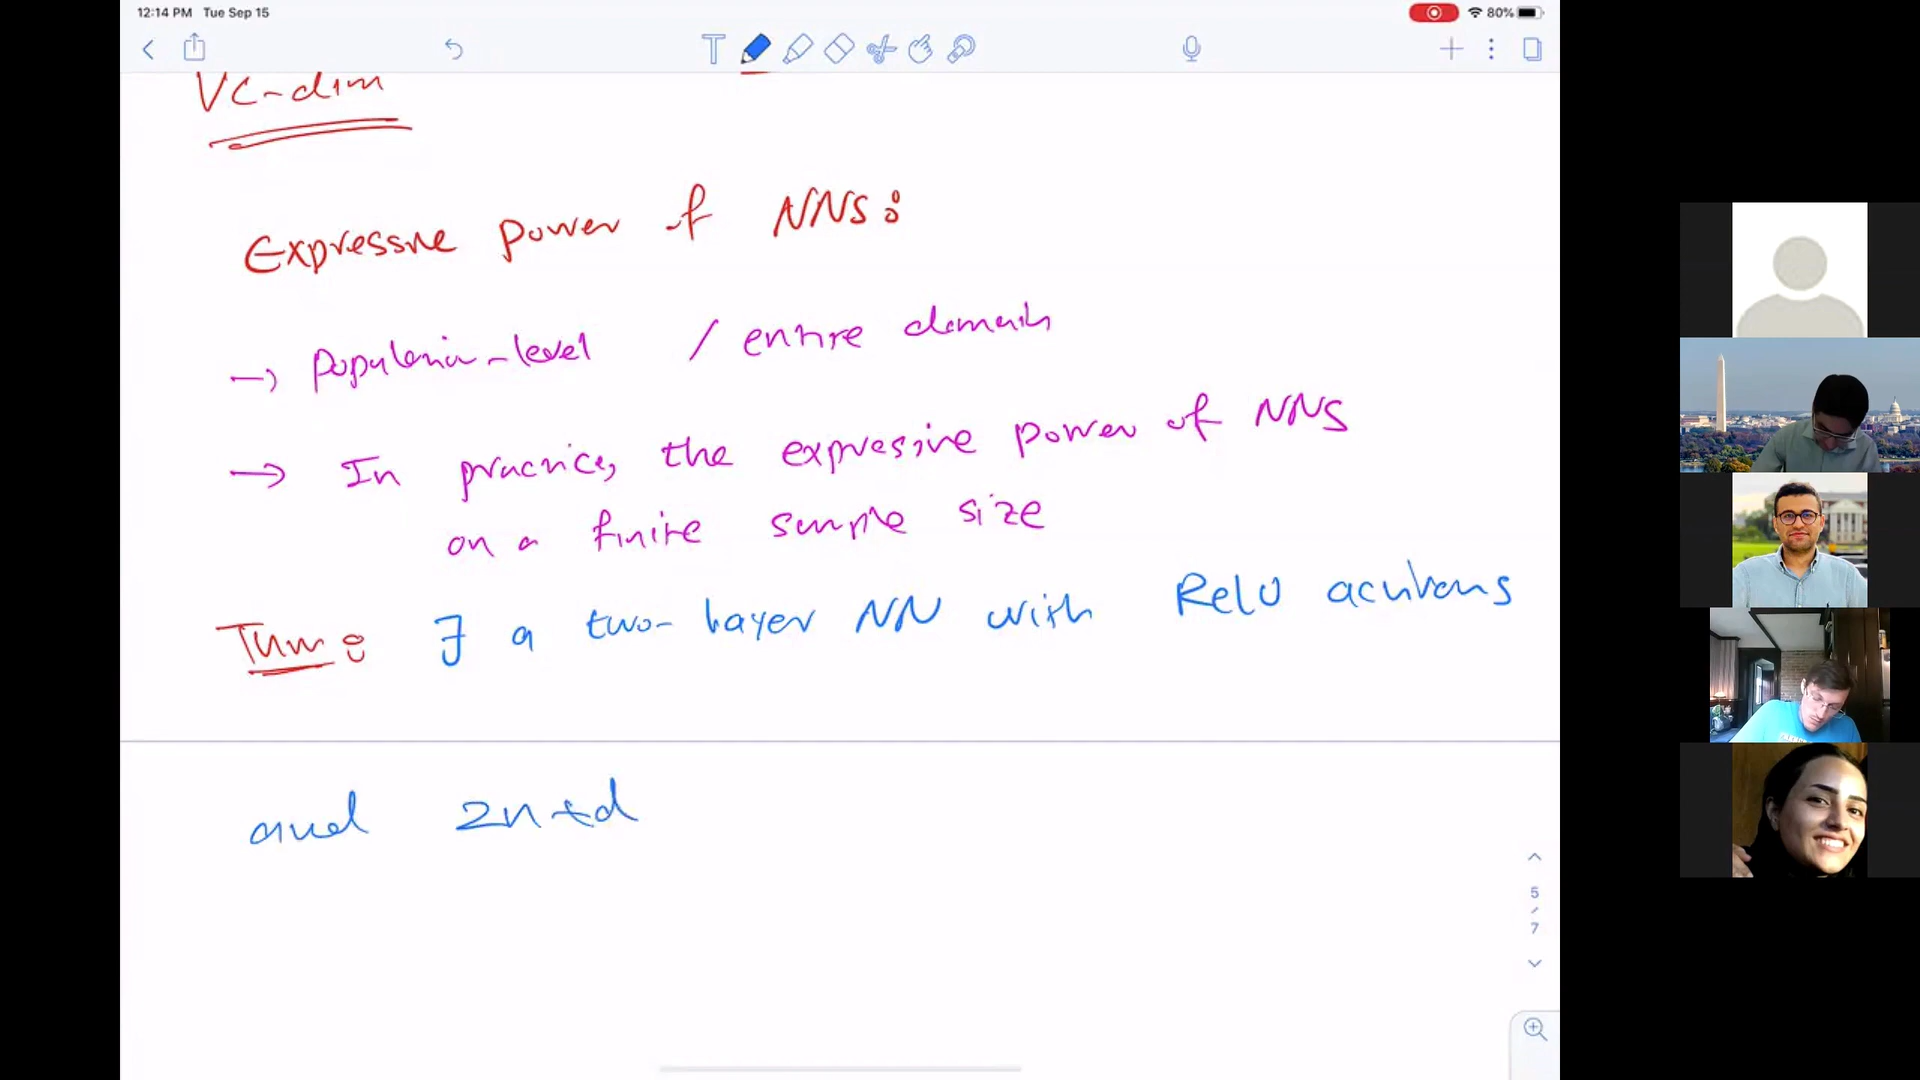 12:14 PM Tue Sep 15
80%
VC-dim
Expressive power of NNs:
→ population-level / entire domain
→ In practice, the expressive power of NNs
on a finite sample size
Thm: ∃ a two-layer NN with ReLU activations
and 2n+d
5
/
7